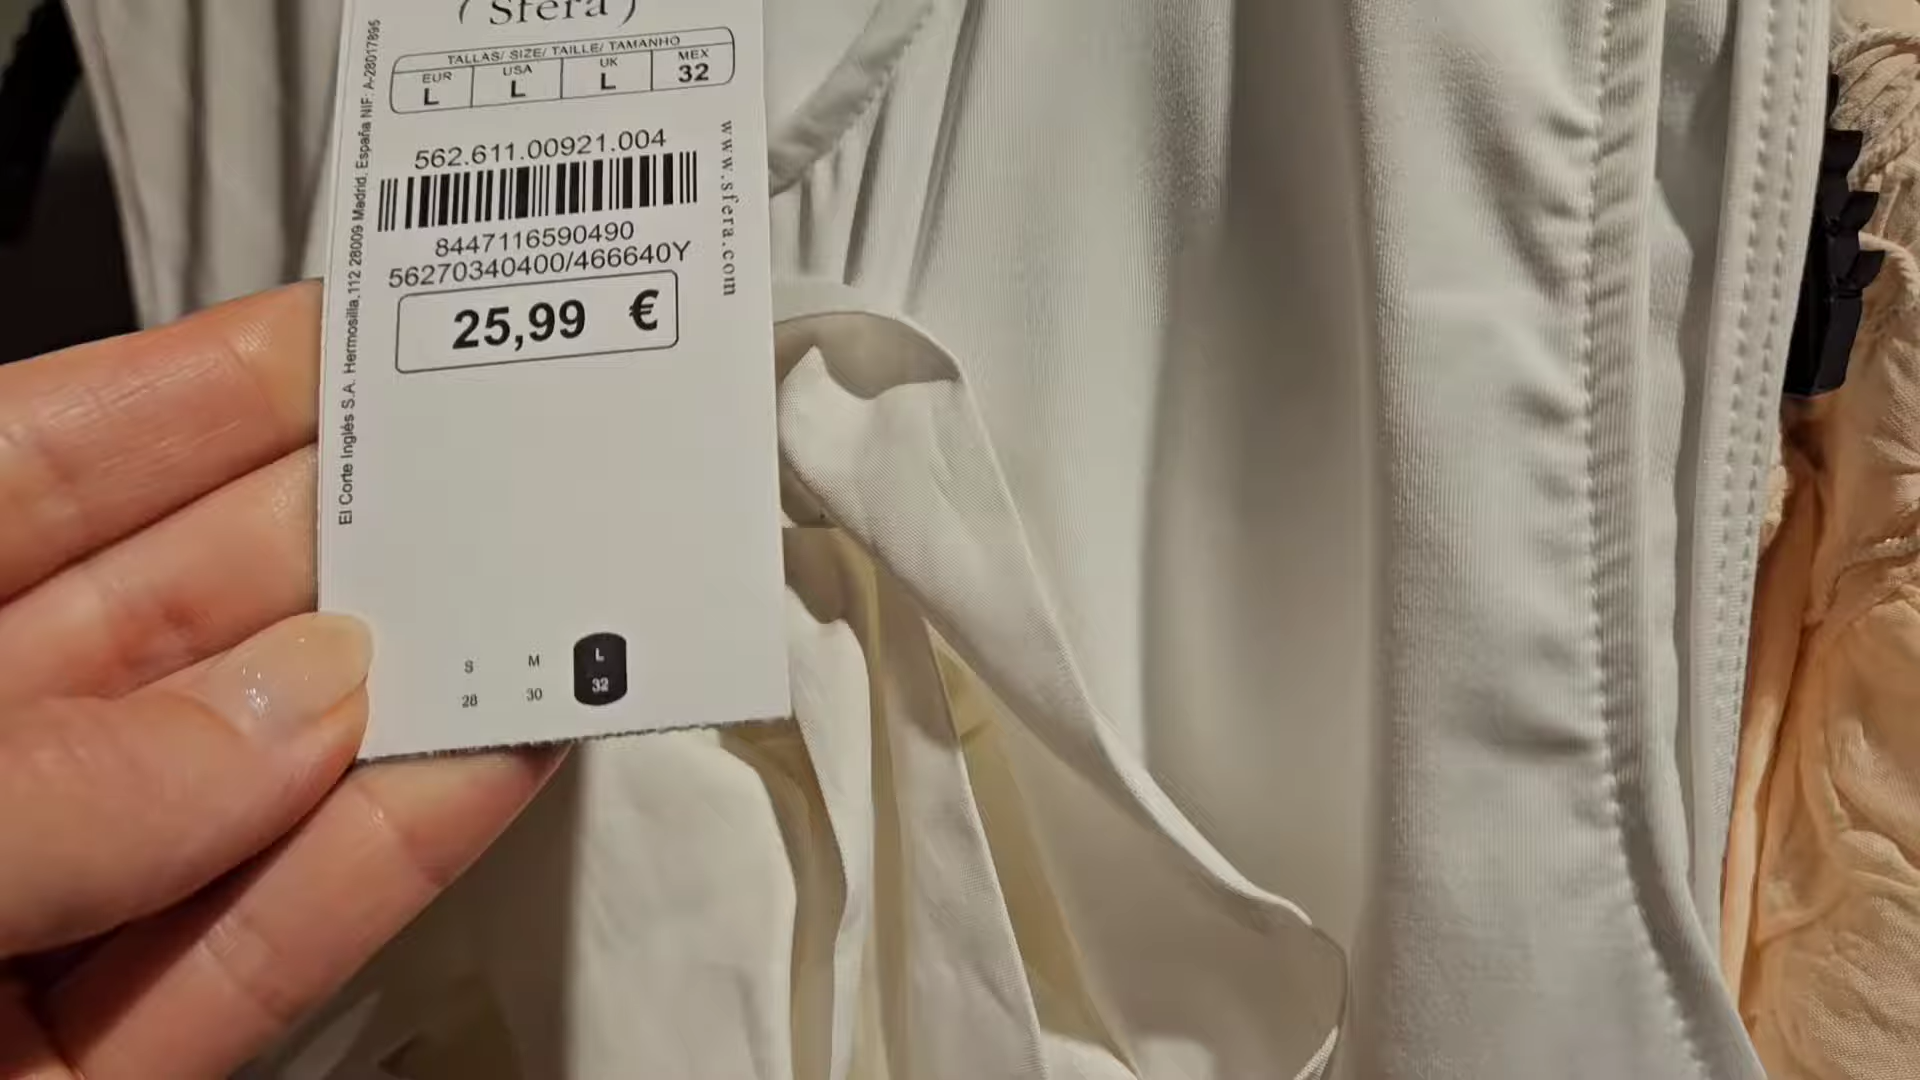 ( Sfera )
TALLAS/ SIZE/ TAILLE/ TAMANHO
EUR USA UK MEX
L L L 32
562.611.00921.004
8447116590490
56270340400/466640Y
25,99 €
www.sfera.com
El Corte Inglés S.A. Hermosilla,112 28009 Madrid, España NIF: A-28017895
S M L
28 30 32